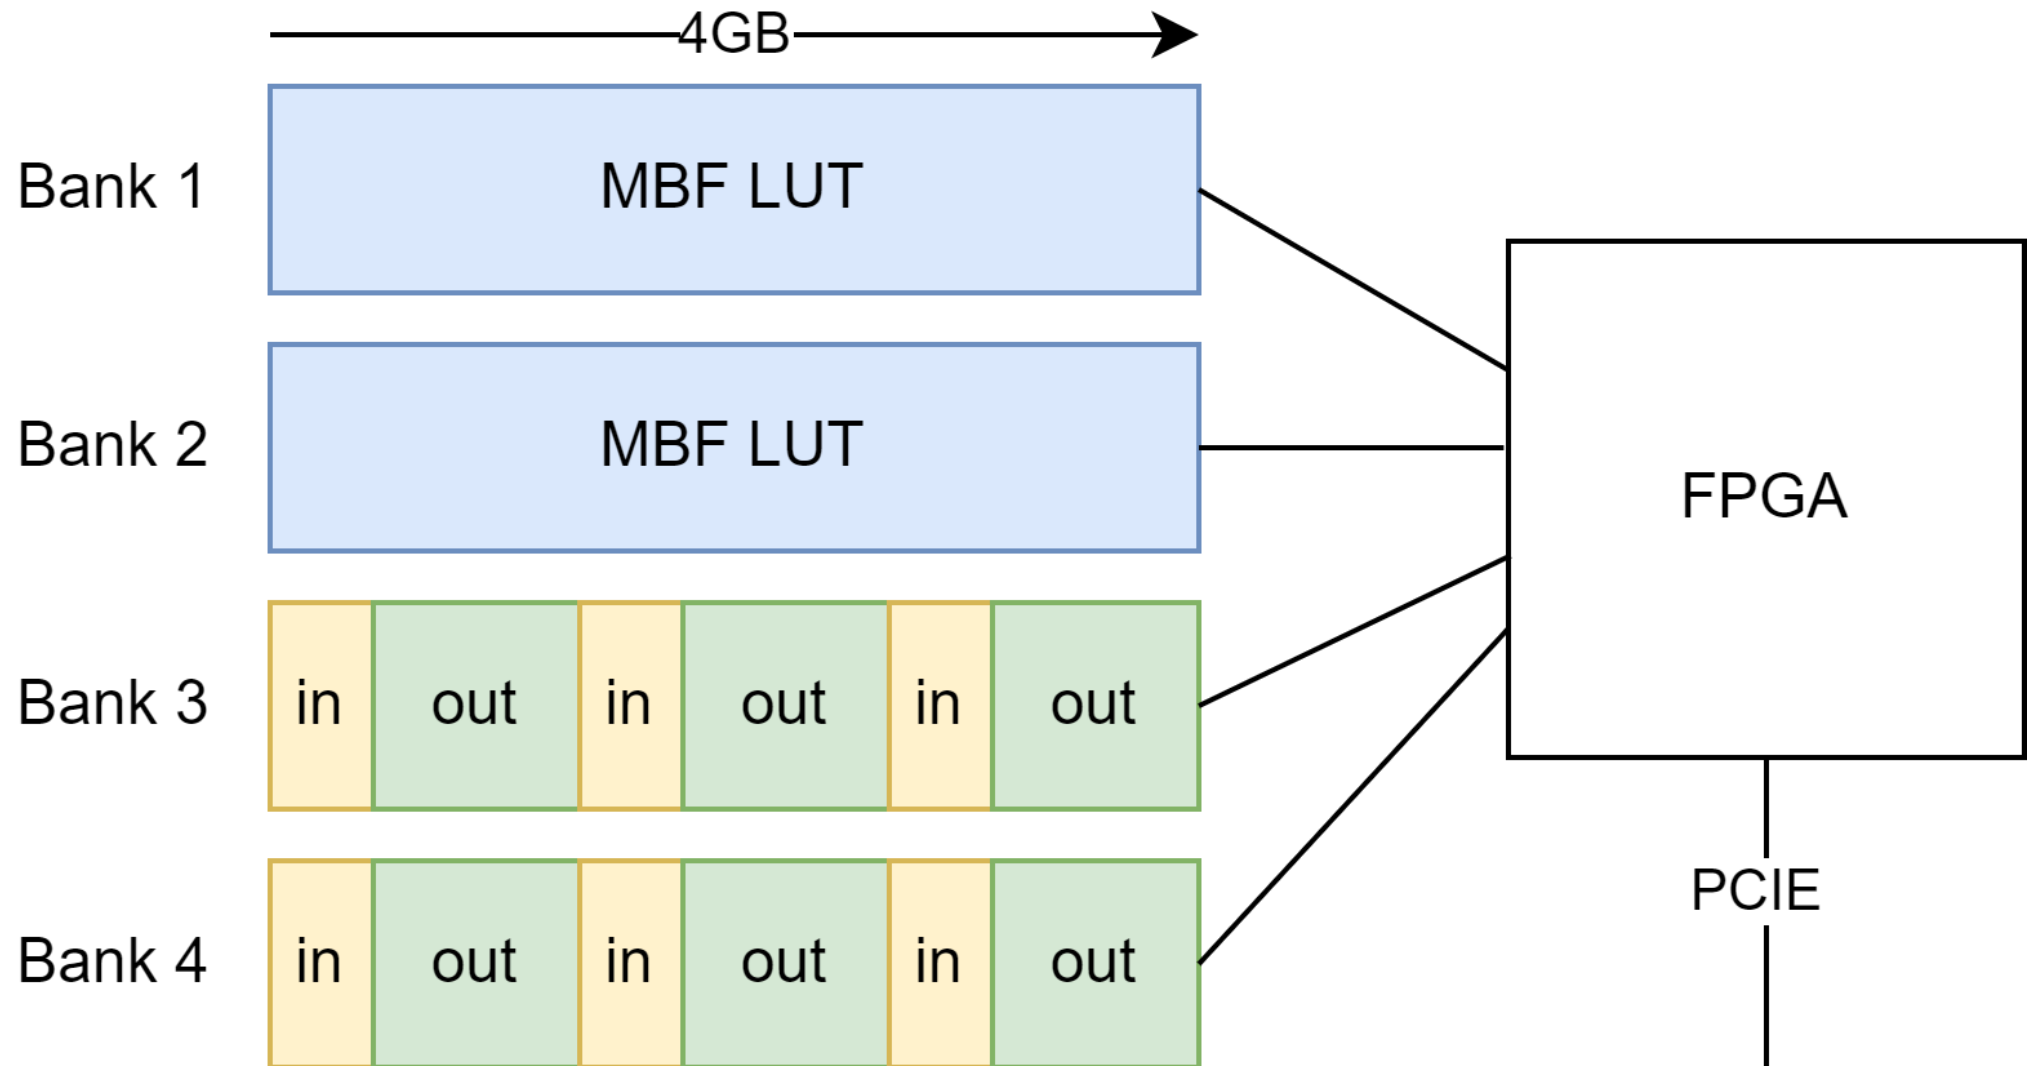 4GB
Bank 1
MBF LUT
Bank 2
MBF LUT
FPGA
Bank 3
in out in out in out
PCIE
Bank 4
in out in out in out